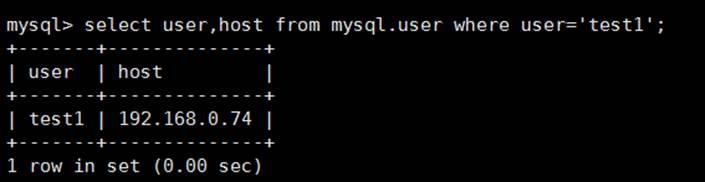 mysql> select user,host from mysql.user where user='test1';
+-------+--------------+
| user  | host         |
+-------+--------------+
| test1 | 192.168.0.74 |
+-------+--------------+
1 row in set (0.00 sec)